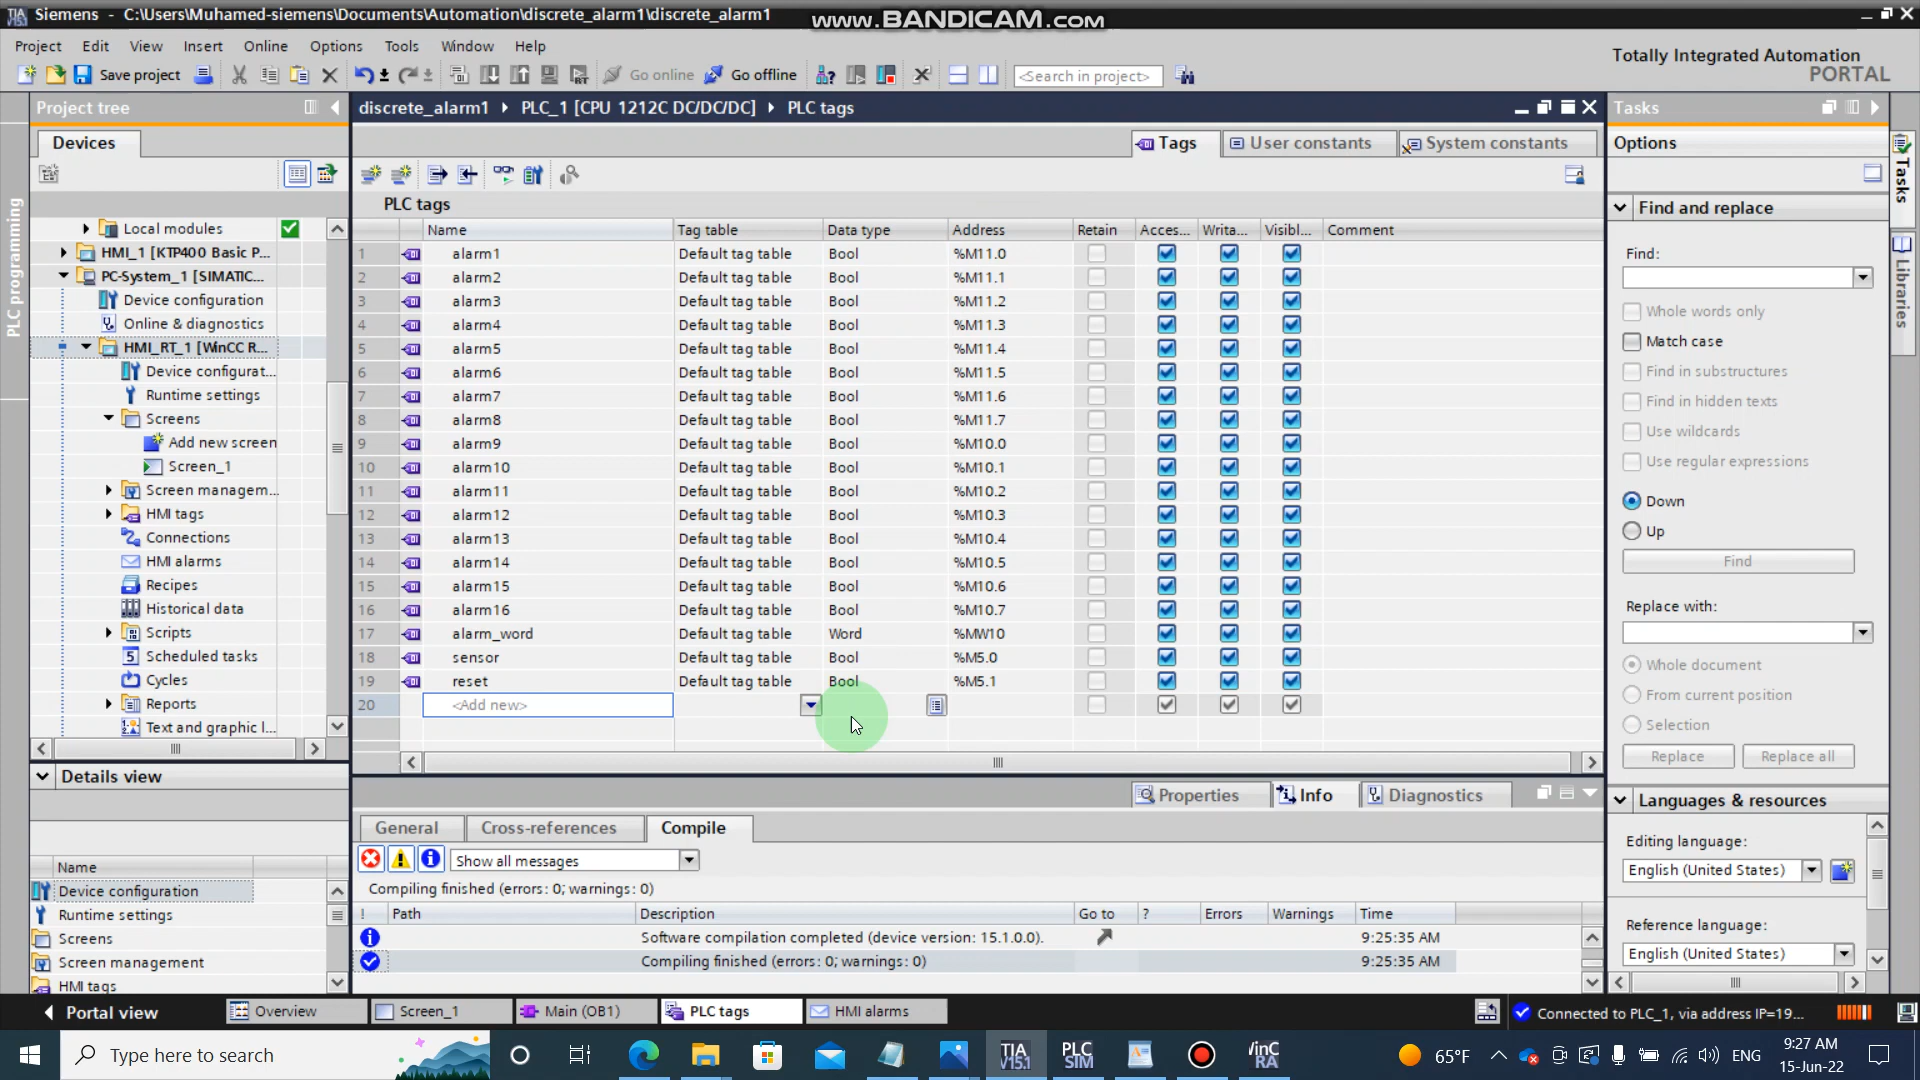 Siemens - C:\Users\Muhamed-siemens\Documents\Automation\discrete_alarm1\discrete_alarm1
www.BANDICAM.com
Project Edit View Insert Online Options Tools Window Help
Totally Integrated Automation
PORTAL
Save project Go online Go offline <Search in project>
Project tree
discrete_alarm1 PLC_1 [CPU 1212C DC/DC/DC] PLC tags
Tasks
Devices
Tags User constants System constants
Options
PLC tags
Name Tag table Data type Address Retain Acces... Writa... Visibl... Comment
1 alarm1 Default tag table Bool %M11.0
2 alarm2 Default tag table Bool %M11.1
3 alarm3 Default tag table Bool %M11.2
4 alarm4 Default tag table Bool %M11.3
5 alarm5 Default tag table Bool %M11.4
6 alarm6 Default tag table Bool %M11.5
7 alarm7 Default tag table Bool %M11.6
8 alarm8 Default tag table Bool %M11.7
9 alarm9 Default tag table Bool %M10.0
10 alarm10 Default tag table Bool %M10.1
11 alarm11 Default tag table Bool %M10.2
12 alarm12 Default tag table Bool %M10.3
13 alarm13 Default tag table Bool %M10.4
14 alarm14 Default tag table Bool %M10.5
15 alarm15 Default tag table Bool %M10.6
16 alarm16 Default tag table Bool %M10.7
17 alarm_word Default tag table Word %MW10
18 sensor Default tag table Bool %M5.0
19 reset Default tag table Bool %M5.1
20 <Add new>
PLC programming
Local modules
HMI_1 [KTP400 Basic P...
PC-System_1 [SIMATIC...
Device configuration
Online & diagnostics
HMI_RT_1 [WinCC R...
Device configurat...
Runtime settings
Screens
Add new screen
Screen_1
Screen managem...
HMI tags
Connections
HMI alarms
Recipes
Historical data
Scripts
Scheduled tasks
Cycles
Reports
Text and graphic l...
Details view
Name
Device configuration
Runtime settings
Screens
Screen management
HMI tags
Properties Info Diagnostics
General Cross-references Compile
Show all messages
Compiling finished (errors: 0; warnings: 0)
! Path Description Go to ? Errors Warnings Time
Software compilation completed (device version: 15.1.0.0). 9:25:35 AM
Compiling finished (errors: 0; warnings: 0) 9:25:35 AM
Find and replace
Find:
Whole words only
Match case
Find in substructures
Find in hidden texts
Use wildcards
Use regular expressions
Down
Up
Find
Replace with:
Whole document
From current position
Selection
Replace Replace all
Languages & resources
Editing language:
English (United States)
Reference language:
English (United States)
Tasks
Libraries
Portal view Overview Screen_1 Main (OB1) PLC tags HMI alarms Connected to PLC_1, via address IP=19...
Type here to search
TIA V15.1
PLC SIM
WinC RA
65°F
ENG
9:27 AM
15-Jun-22